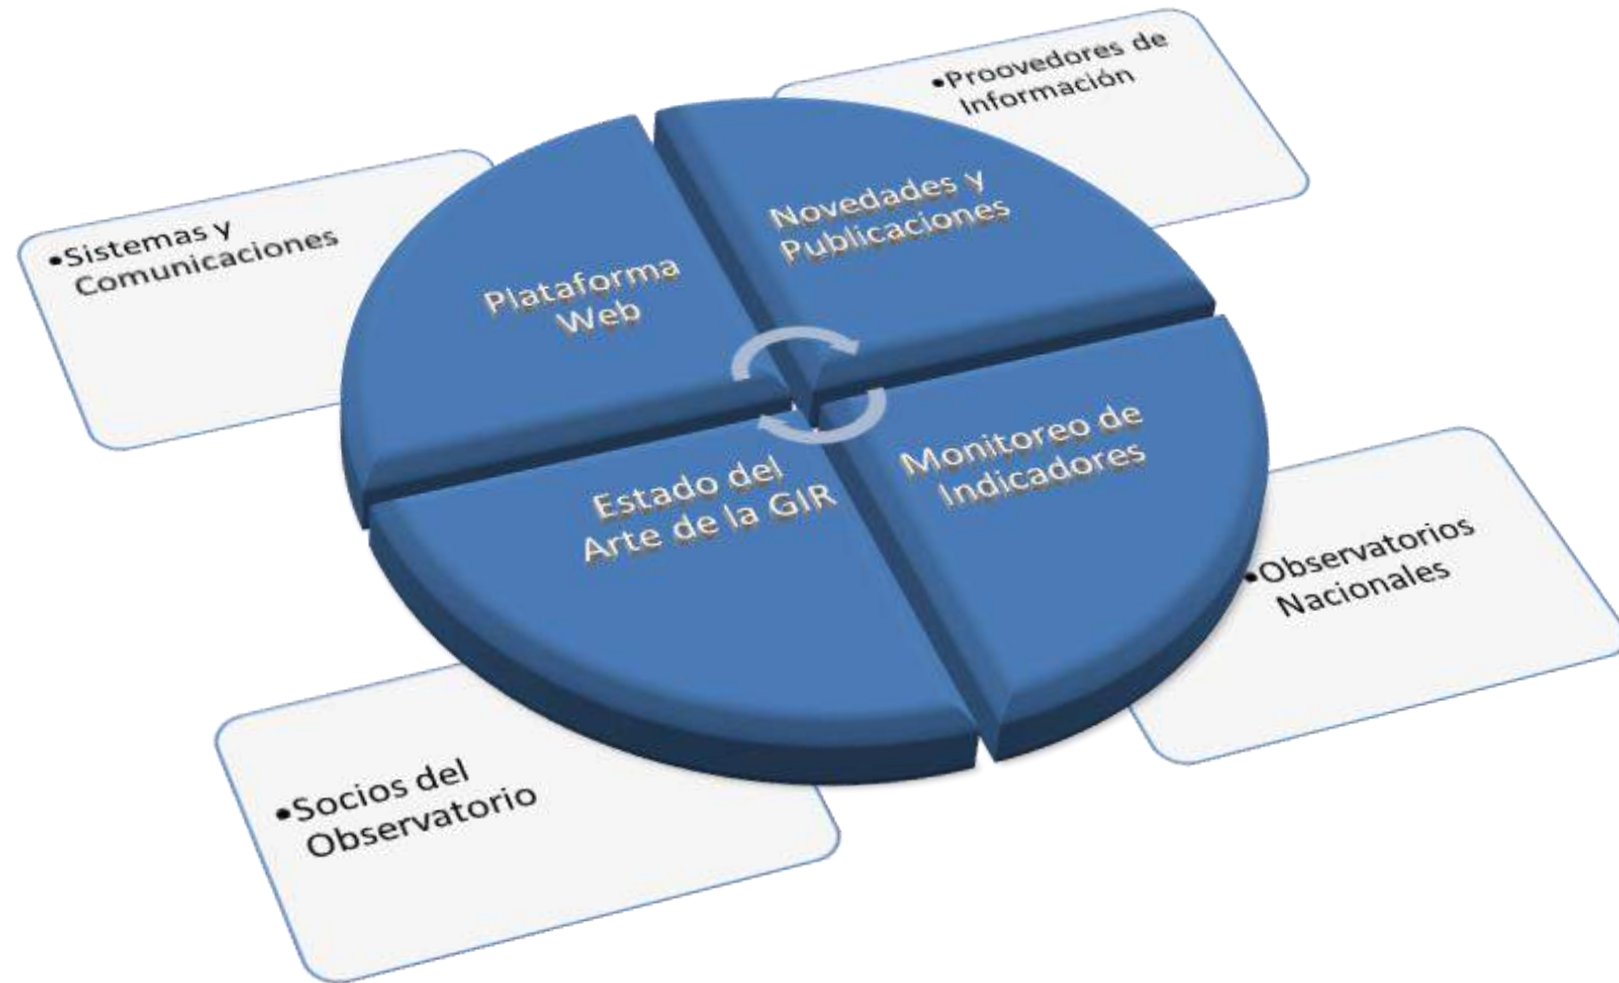 •Proovedores de
Información
•Sistemas y
Comunicaciones
Novedades y
Publicaciones
Plataforma
Web
Monitoreo de
Indicadores
Estado del
Arte de la GIR
•Observatorios
Nacionales
•Socios del
Observatorio